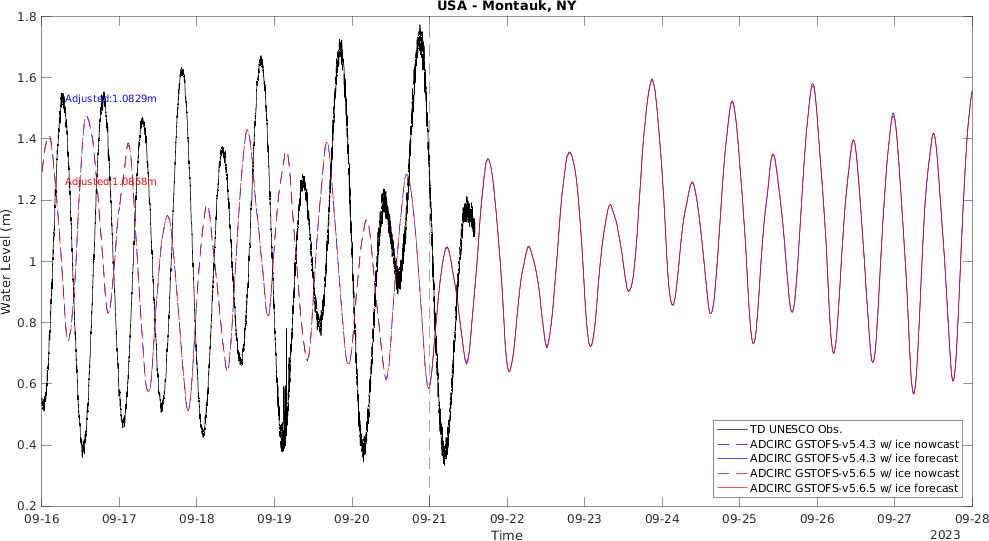 USA - Montauk, NY
1.8
1.6
1.4
1.2
1
0.8
0.6
0.4
0.2
Water Level (m)
Adjusted:1.0829m
Adjusted:1.0858m
TD UNESCO Obs.
ADCIRC GSTOFS-v5.4.3 w/ ice nowcast
ADCIRC GSTOFS-v5.4.3 w/ ice forecast
ADCIRC GSTOFS-v5.6.5 w/ ice nowcast
ADCIRC GSTOFS-v5.6.5 w/ ice forecast
09-16 09-17 09-18 09-19 09-20 09-21 09-22 09-23 09-24 09-25 09-26 09-27 09-28
Time
2023